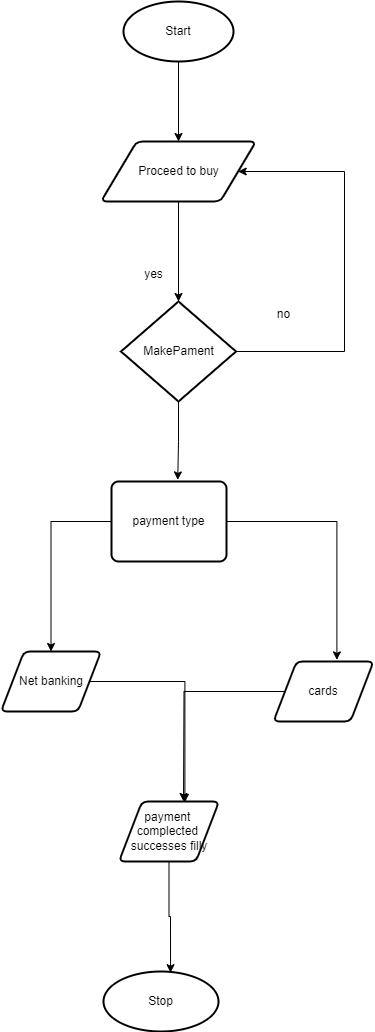 Start
Proceed to buy
yes
no
MakePament
payment type
Net banking
cards
payment
complected
successes filly
Stop